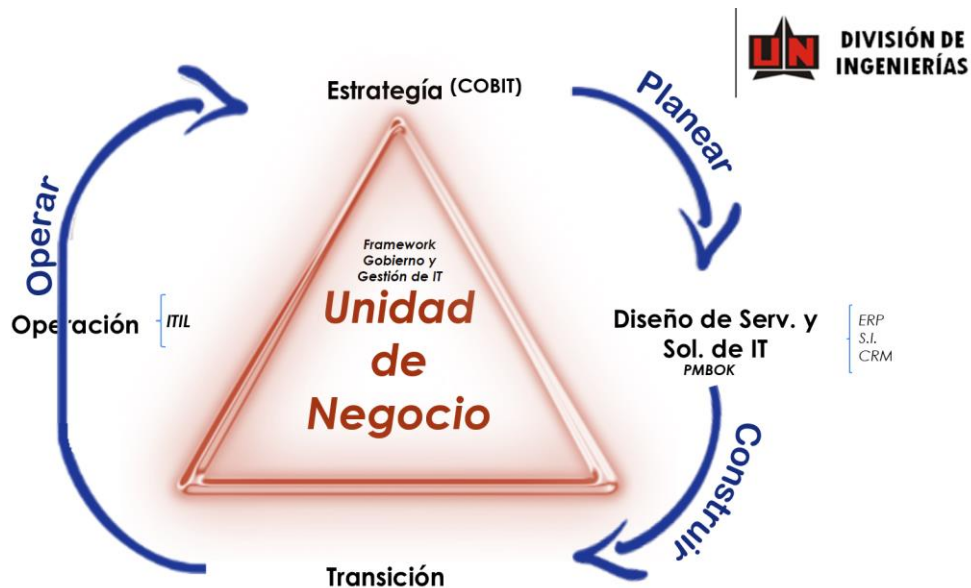 UN
DIVISIÓN DE
INGENIERÍAS
Estrategía (COBIT)
Planear
Operar
Framework
Gobierno y
Gestión de IT
Unidad
de
Negocio
Operación
ITIL
Diseño de Serv. y
Sol. de IT
PMBOK
ERP
S.I.
CRM
Construir
Transición